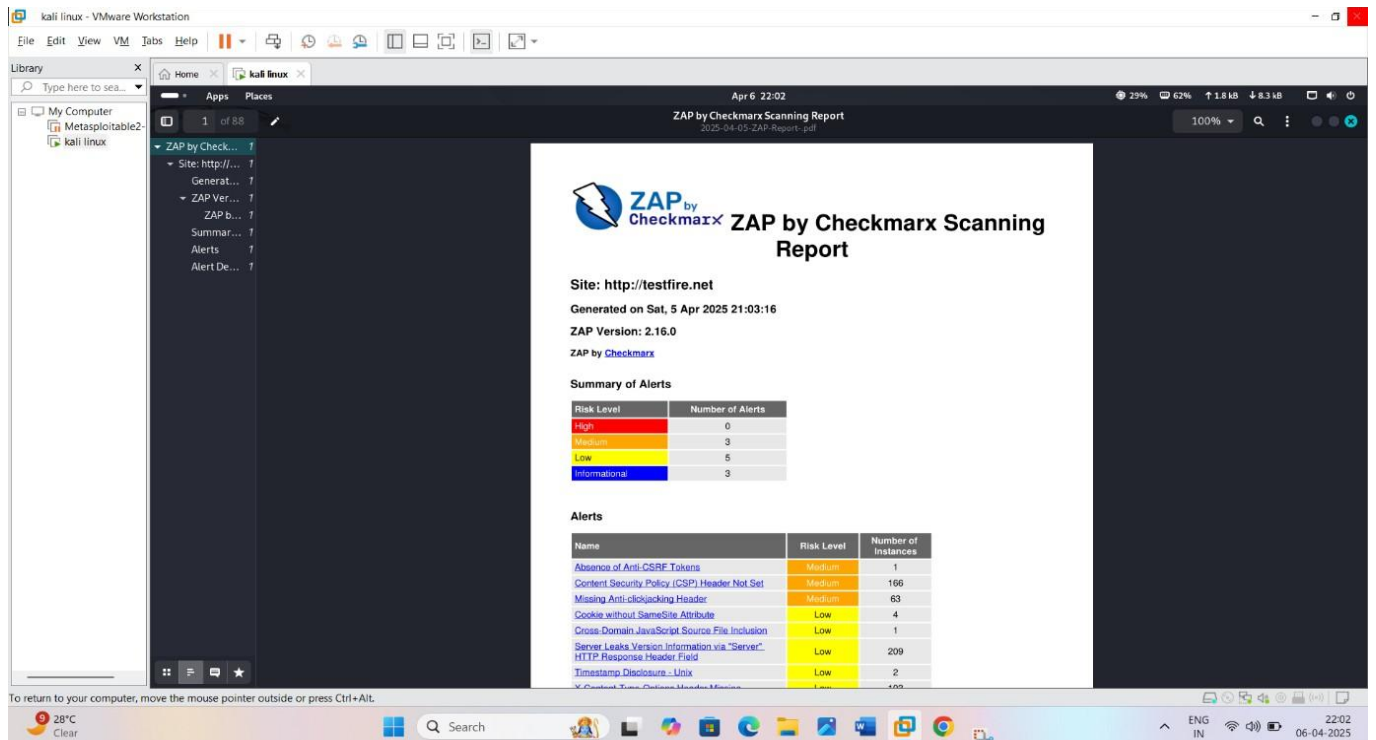 kali linux - VMware Workstation
File Edit View VM Tabs Help
Library X
Type here to sea...
My Computer
Metasploitable2-
kali linux
Home
kali linux
Apps Places
Apr 6 22:02
29% 62% ↑1.8 kB ↓8.3 kB
1 of 88
ZAP by Checkmarx Scanning Report
2025-04-05-ZAP-Report-.pdf
100%
ZAP by Check... 1
Site: http://... 1
Generat... 1
ZAP Ver... 1
ZAP b... 1
Summar... 1
Alerts 1
Alert De... 1
ZAP by Checkmarx
ZAP by Checkmarx Scanning
Report
Site: http://testfire.net
Generated on Sat, 5 Apr 2025 21:03:16
ZAP Version: 2.16.0
ZAP by Checkmarx
Summary of Alerts
Risk Level Number of Alerts
High 0
Medium 3
Low 5
Informational 3
Alerts
Name Risk Level Number of Instances
Absence of Anti-CSRF Tokens Medium 1
Content Security Policy (CSP) Header Not Set Medium 166
Missing Anti-clickjacking Header Medium 63
Cookie without SameSite Attribute Low 4
Cross-Domain JavaScript Source File Inclusion Low 1
Server Leaks Version Information via "Server"
HTTP Response Header Field Low 209
Timestamp Disclosure - Unix Low 2
X-Content-Type-Options Header Missing Low
To return to your computer, move the mouse pointer outside or press Ctrl+Alt.
9
28°C
Clear
Search
ENG
IN
22:02
06-04-2025